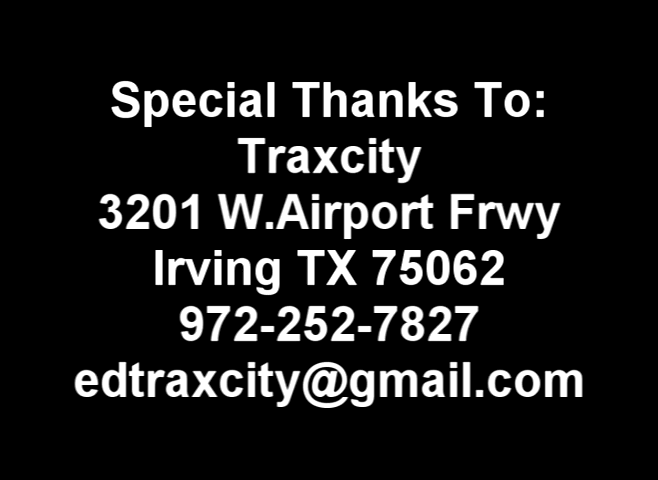 Special Thanks To:
Traxcity
3201 W.Airport Frwy
Irving TX 75062
972-252-7827
edtraxcity@gmail.com